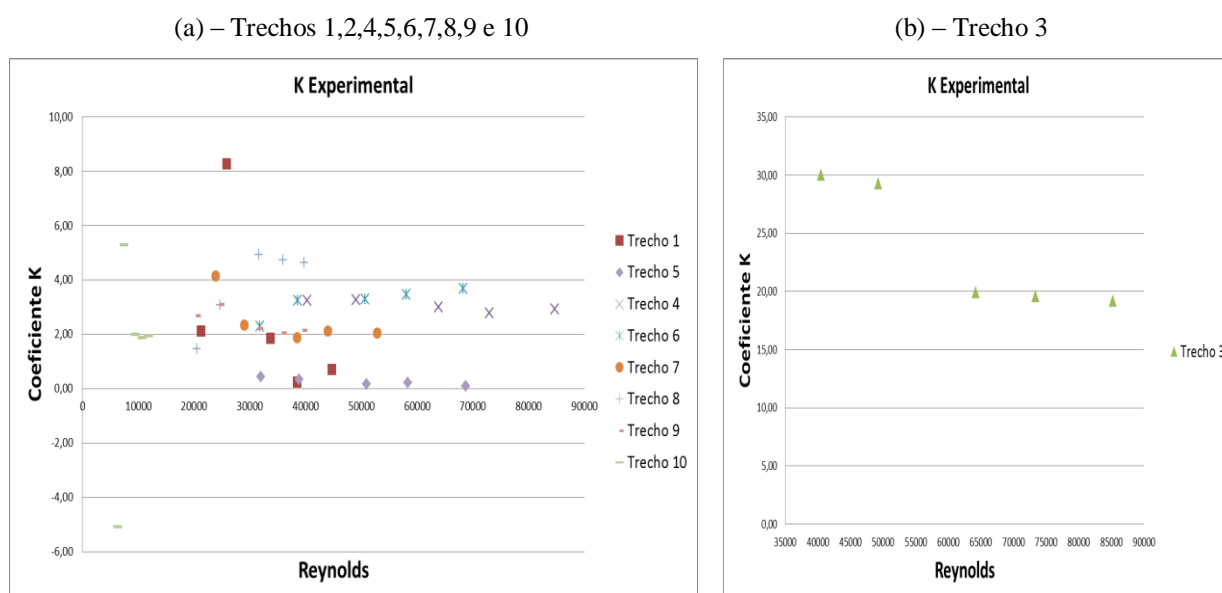 (a) – Trechos 1,2,4,5,6,7,8,9 e 10
K Experimental
10,00
8,00
6,00
4,00
2,00
0,00
-2,00
-4,00
-6,00
Coeficiente K
0 10000 20000 30000 40000 50000 60000 70000 80000 90000
Reynolds
Trecho 1
Trecho 5
Trecho 4
Trecho 6
Trecho 7
Trecho 8
Trecho 9
Trecho 10
(b) – Trecho 3
K Experimental
35,00
30,00
25,00
20,00
15,00
10,00
5,00
0,00
Coeficiente K
35000 40000 45000 50000 55000 60000 65000 70000 75000 80000 85000 90000
Reynolds
Trecho 3